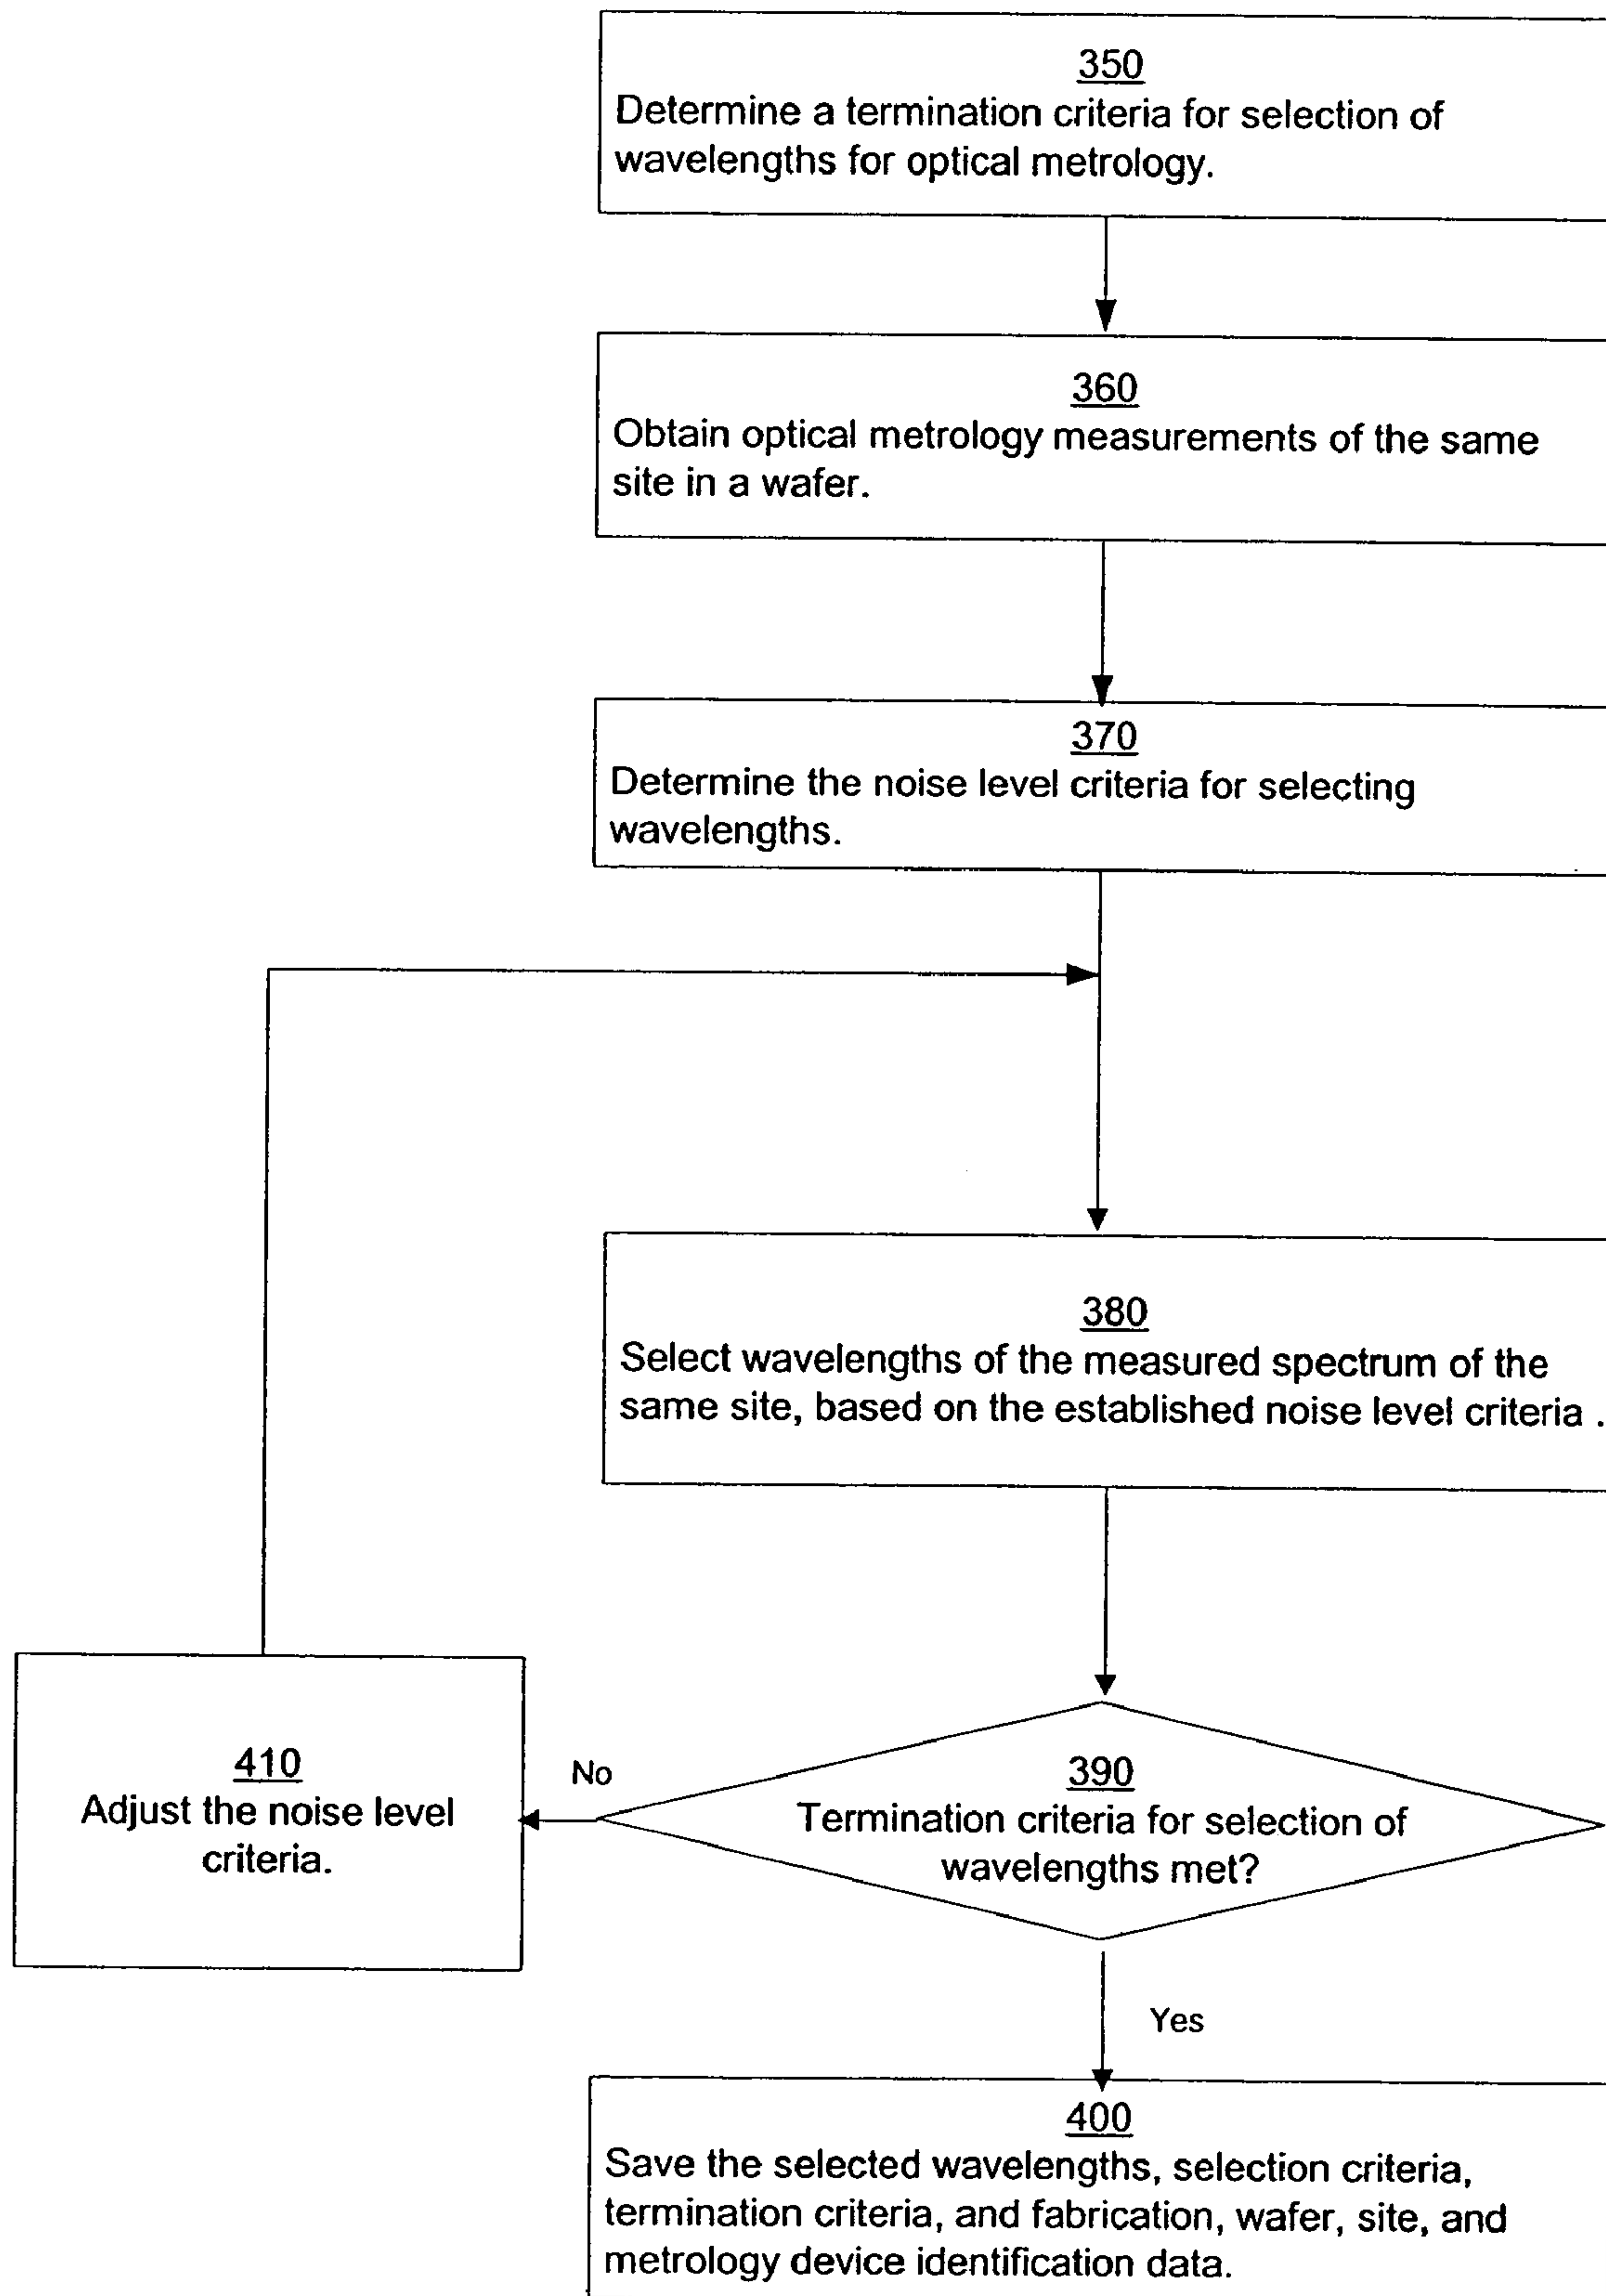 350
Determine a termination criteria for selection of
wavelengths for optical metrology.
360
Obtain optical metrology measurements of the same
site in a wafer.
370
Determine the noise level criteria for selecting
wavelengths.
380
Select wavelengths of the measured spectrum of the
same site, based on the established noise level criteria .
410
Adjust the noise level
criteria.
No
390
Termination criteria for selection of
wavelengths met?
Yes
400
Save the selected wavelengths, selection criteria,
termination criteria, and fabrication, wafer, site, and
metrology device identification data.